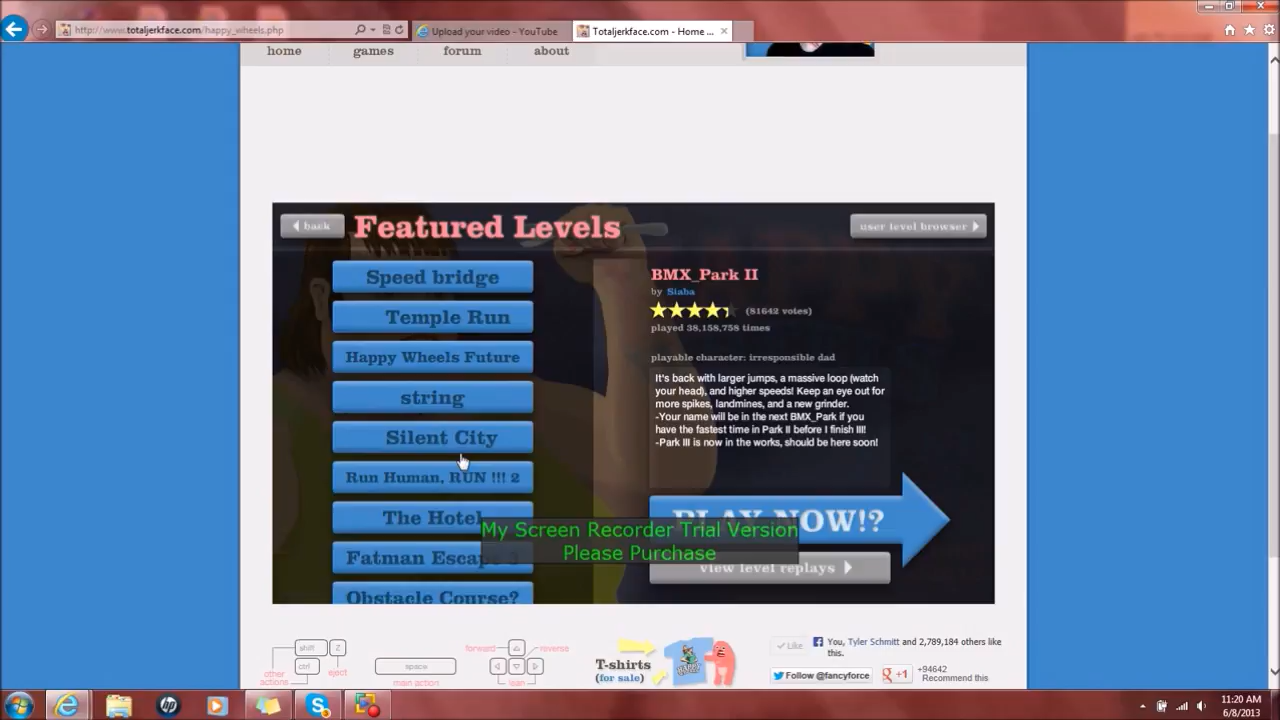 http://www.totaljerkface.com/happy_wheels.php
Upload your video - YouTube
Totaljerkface.com - Home ...
home games forum about
back
Featured Levels
user level browser
Speed bridge
Temple Run
Happy Wheels Future
string
Silent City
Run Human, RUN !!! 2
The Hotel
Fatman Escape
Obstacle Course?
BMX_Park II
by Siaba
(81642 votes)
played 38,158,758 times
playable character: irresponsible dad
It's back with larger jumps, a massive loop (watch
your head), and higher speeds! Keep an eye out for
more spikes, landmines, and a new grinder.
-Your name will be in the next BMX_Park if you
have the fastest time in Park II before I finish III!
-Park III is now in the works, should be here soon!
PLAY NOW!?
view level replays
My Screen Recorder Trial Version
Please Purchase
shift
Z
ctrl
eject
other
actions
space
main action
forward
reverse
lean
T-shirts
(for sale)
Like
You, Tyler Schmitt and 2,789,184 others like
this.
Follow @fancyforce
+1
+94642
Recommend this
hp
11:20 AM
6/8/2013